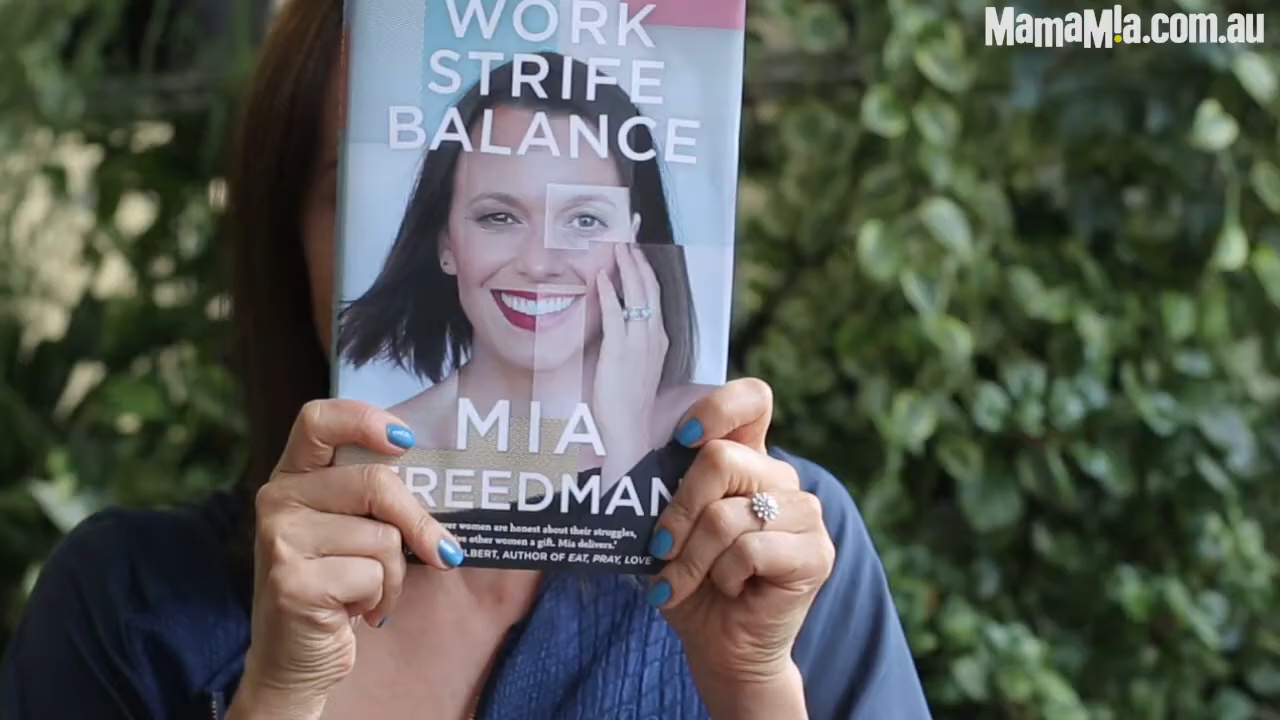 MamaMia.com.au
WORK
STRIFE
BALANCE
MIA
FREEDMAN
women are honest about their struggles,
other women a gift. Mia delivers.'
AUTHOR OF EAT, PRAY, LOVE